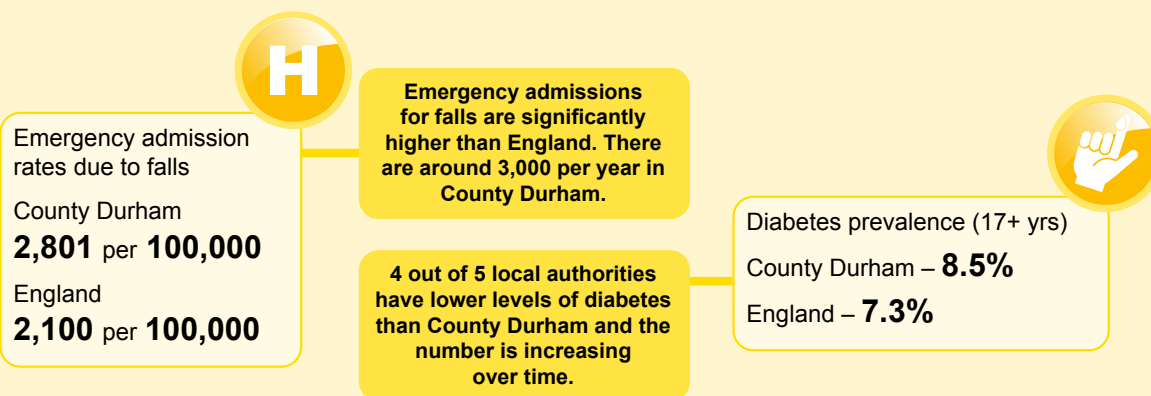 H
Emergency admission
rates due to falls
County Durham
2,801 per 100,000
England
2,100 per 100,000
Emergency admissions
for falls are significantly
higher than England. There
are around 3,000 per year in
County Durham.
4 out of 5 local authorities
have lower levels of diabetes
than County Durham and the
number is increasing
over time.
Diabetes prevalence (17+ yrs)
County Durham – 8.5%
England – 7.3%